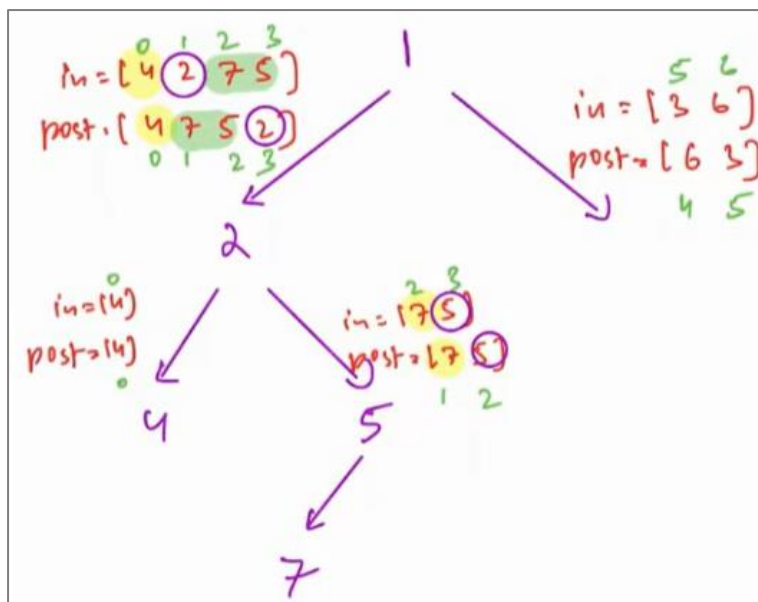 0 1 2 3
in = [ 4 2 7 5 ]
post = [ 4 7 5 2 ]
0 1 2 3
1
5 6
in = [ 3 6 ]
post = [ 6 3 ]
4 5
2
0
in = [4]
post = [4]
0
2 3
in = [ 7 5 ]
post = [ 7 5 ]
1 2
4
5
7